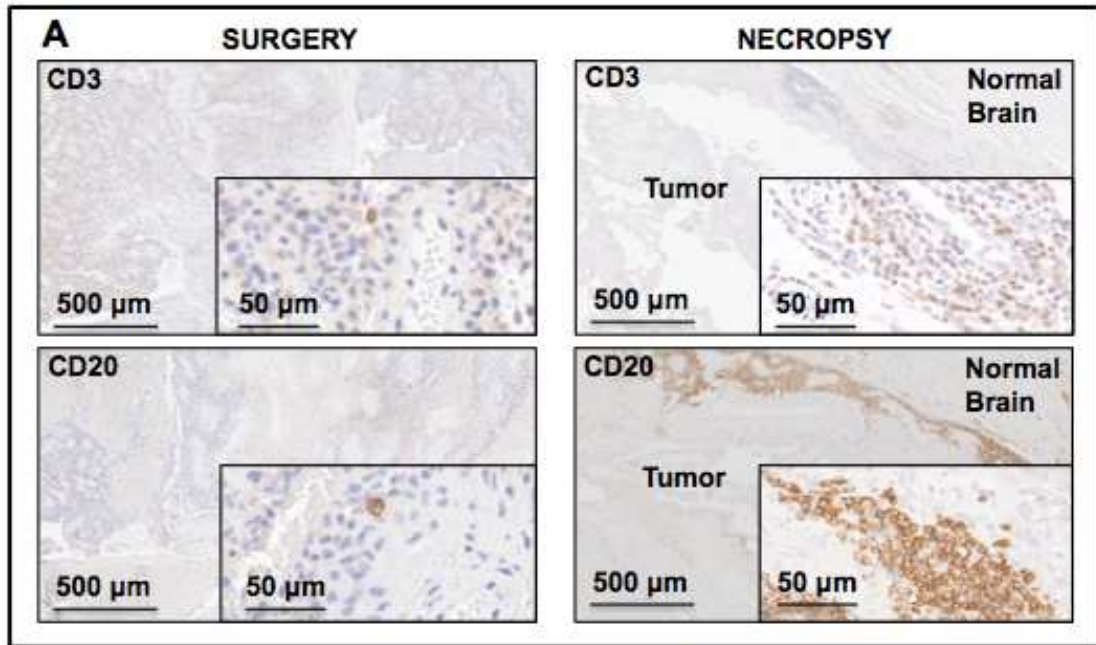 A
SURGERY
NECROPSY
CD3
500 µm
50 µm
CD3
Normal
Brain
Tumor
500 µm
50 µm
CD20
500 µm
50 µm
CD20
Normal
Brain
Tumor
500 µm
50 µm